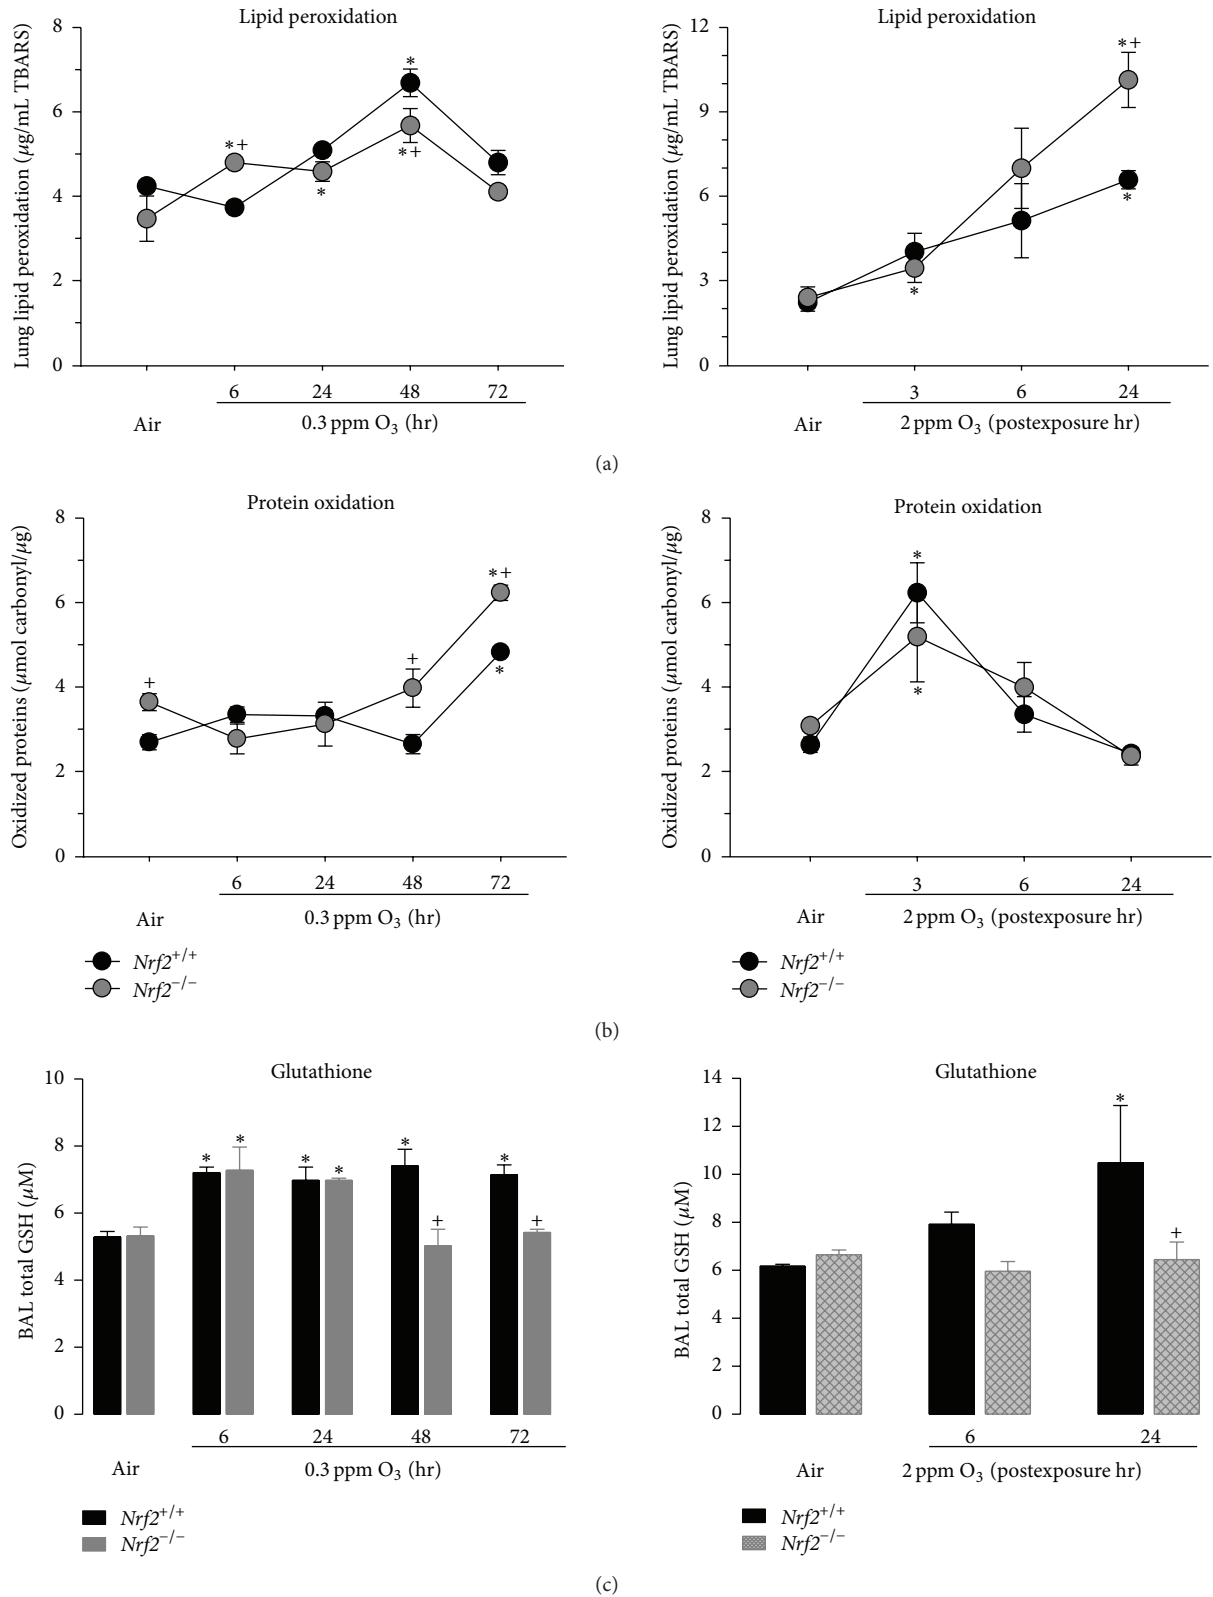 Lipid peroxidation
Lung lipid peroxidation (μg/mL TBARS)
8
6
4
2
0
*
*+
*
*+
6 24 48 72
Air
0.3 ppm O₃ (hr)
Lipid peroxidation
Lung lipid peroxidation (μg/mL TBARS)
12
9
6
3
0
*+
*
*
3 6 24
Air
2 ppm O₃ (postexposure hr)
(a)
Protein oxidation
Oxidized proteins (μmol carbonyl/μg)
8
6
4
2
0
*+
+
+
*
6 24 48 72
Air
0.3 ppm O₃ (hr)
Nrf2⁺/⁺
Nrf2⁻/⁻
Protein oxidation
Oxidized proteins (μmol carbonyl/μg)
8
6
4
2
0
*
*
3 6 24
Air
2 ppm O₃ (postexposure hr)
Nrf2⁺/⁺
Nrf2⁻/⁻
(b)
Glutathione
BAL total GSH (μM)
10
8
6
4
2
0
* * * * * + * +
6 24 48 72
Air
0.3 ppm O₃ (hr)
Nrf2⁺/⁺
Nrf2⁻/⁻
Glutathione
BAL total GSH (μM)
14
12
10
8
6
4
2
0
*
+
6 24
Air
2 ppm O₃ (postexposure hr)
Nrf2⁺/⁺
Nrf2⁻/⁻
(c)